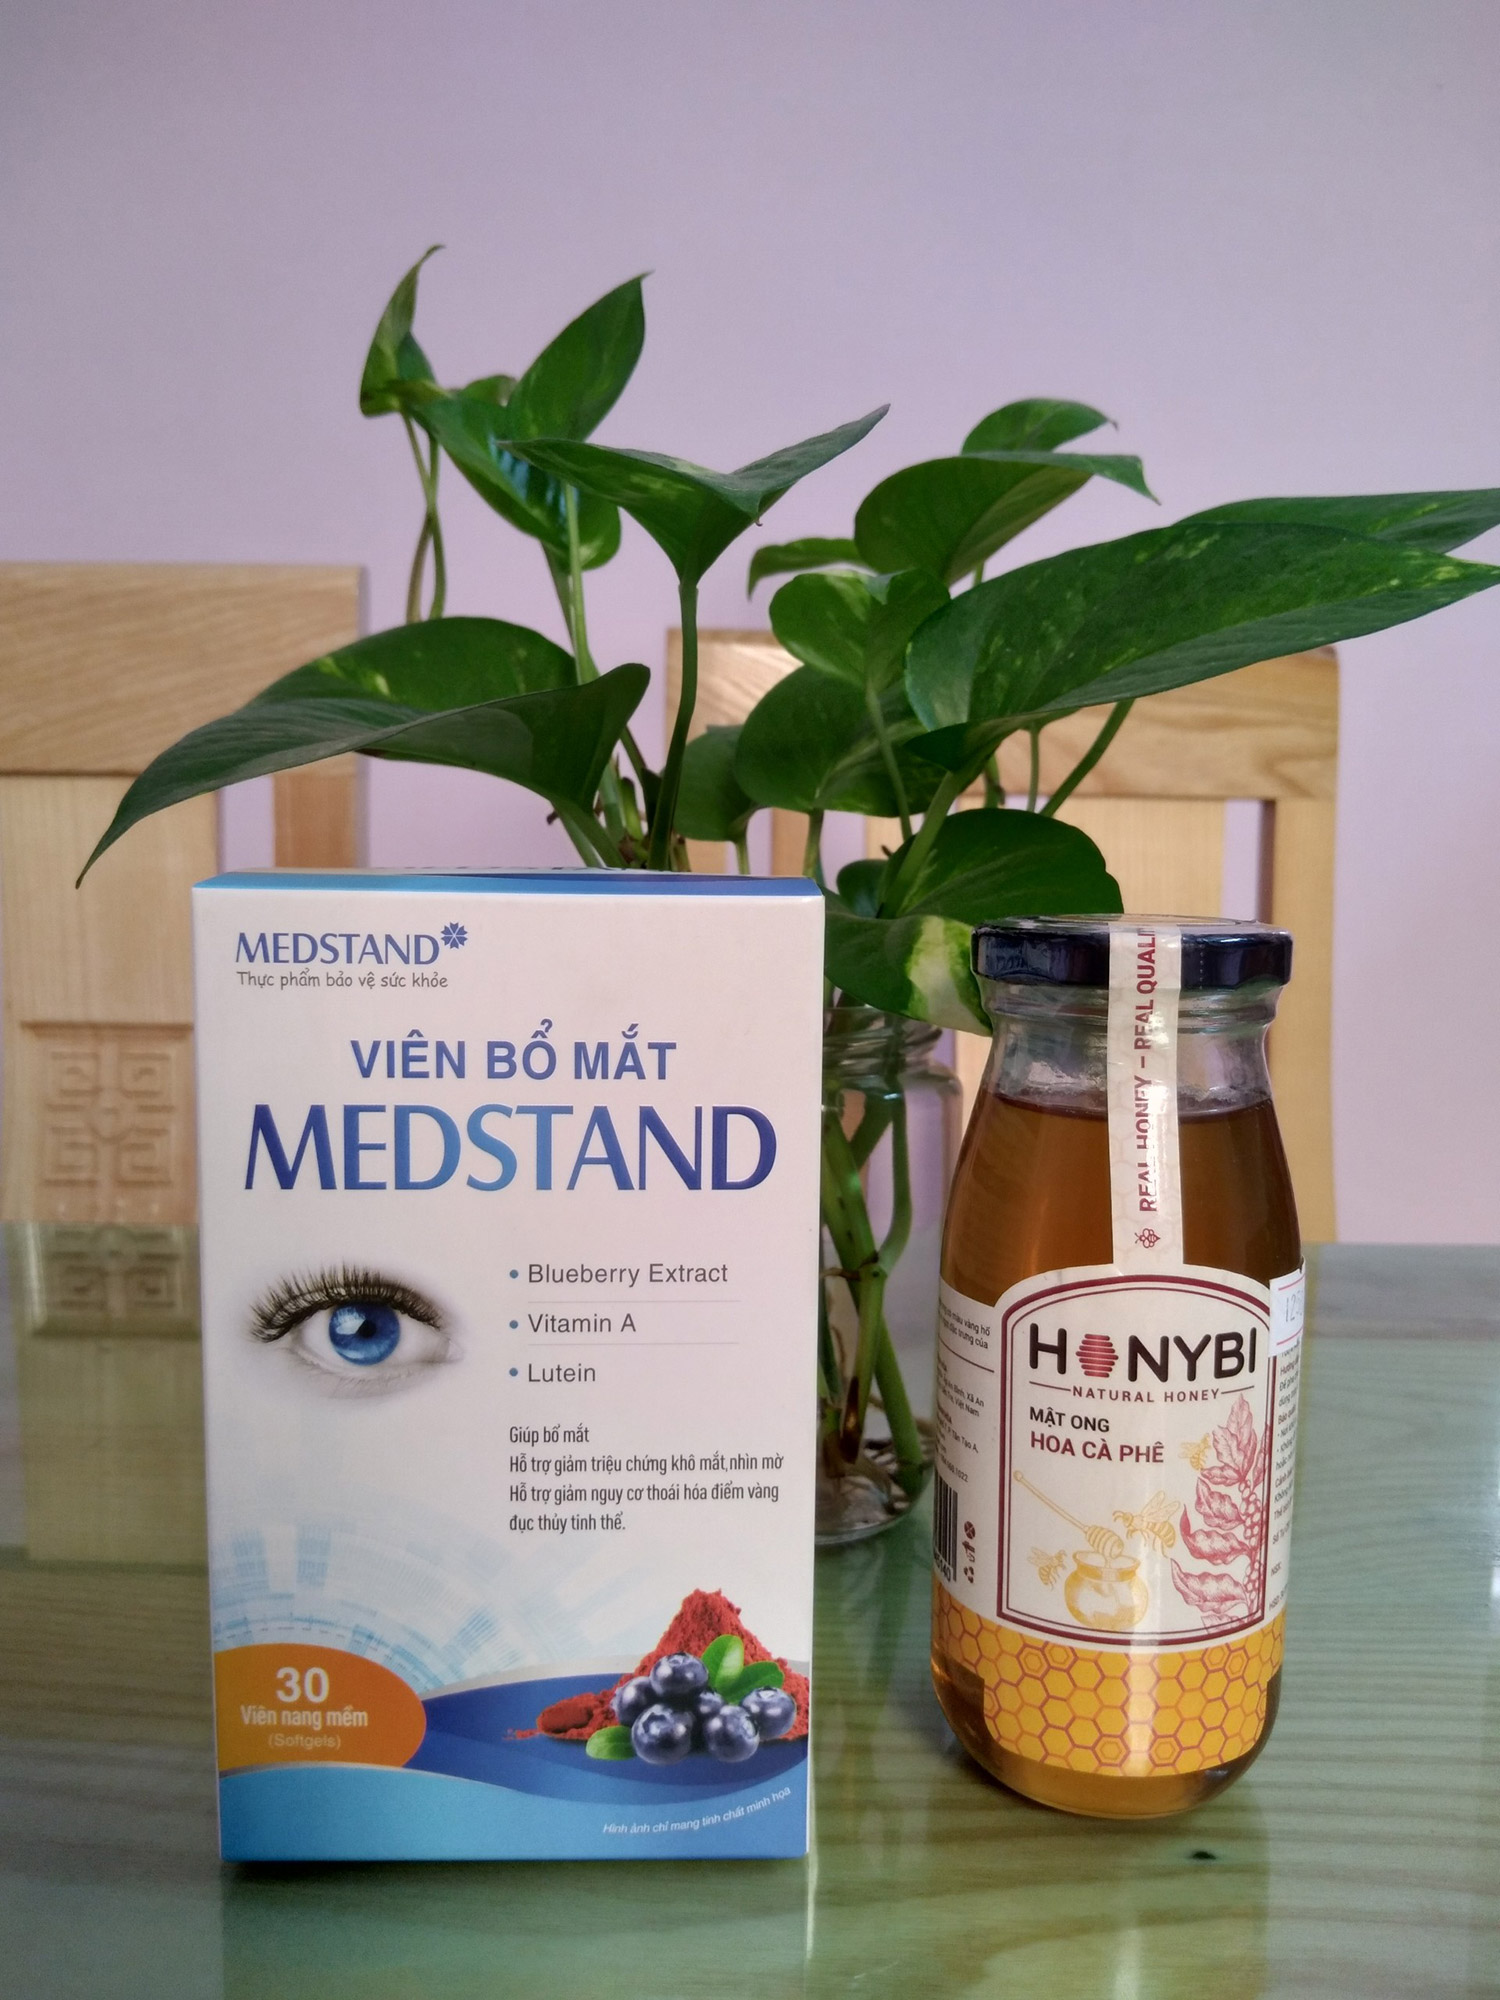 MEDSTAND
Thực phẩm bảo vệ sức khỏe
VIÊN BỔ MẮT
MEDSTAND
• Blueberry Extract
• Vitamin A
• Lutein
Giúp bổ mắt
Hỗ trợ giảm triệu chứng khô mắt, nhìn mờ
Hỗ trợ giảm nguy cơ thoái hóa điểm vàng
đục thủy tinh thể.
30
Viên nang mềm
(Softgels)
Hình ảnh chỉ mang tính chất minh họa
REAL HONEY – REAL QUALI
HONYBI
NATURAL HONEY
MẬT ONG
HOA CÀ PHÊ